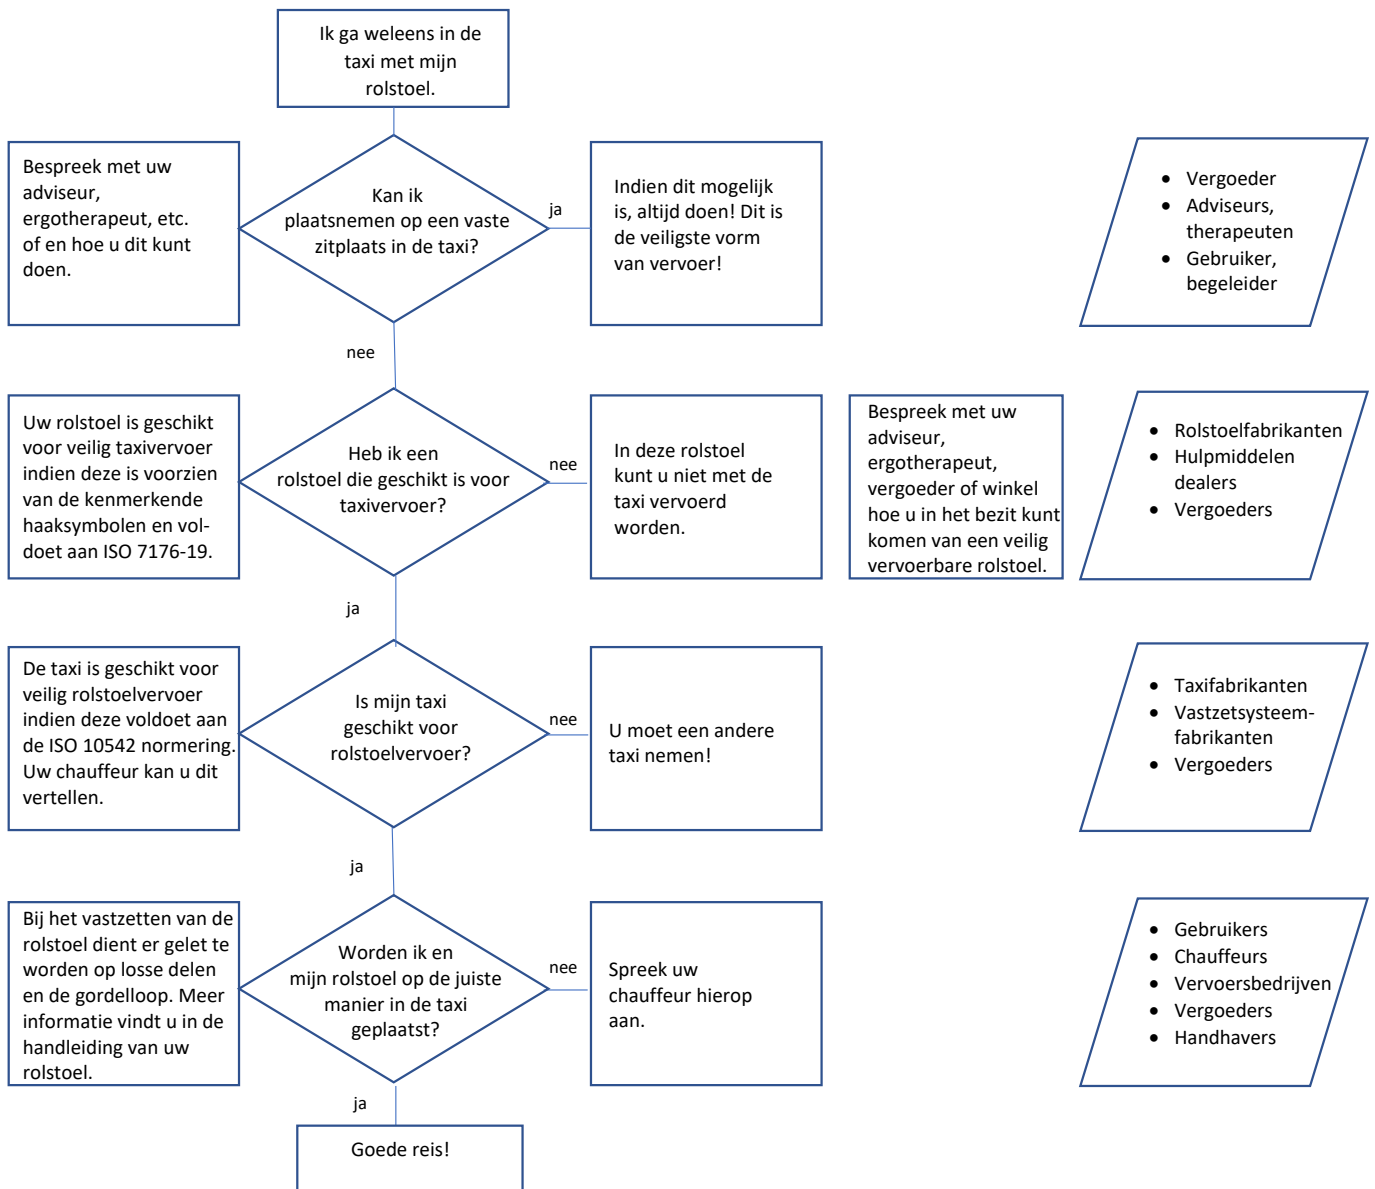 Ik ga weleens in de
taxi met mijn
rolstoel.
Bespreek met uw
adviseur,
ergotherapeut, etc.
of en hoe u dit kunt
doen.
Kan ik
plaatsnemen op een vaste
zitplaats in de taxi?
ja
Indien dit mogelijk
is, altijd doen! Dit is
de veiligste vorm
van vervoer!
• Vergoeder
• Adviseurs,
therapeuten
• Gebruiker,
begeleider
nee
Uw rolstoel is geschikt
voor veilig taxivervoer
indien deze is voorzien
van de kenmerkende
haaksymbolen en vol-
doet aan ISO 7176-19.
Heb ik een
rolstoel die geschikt is voor
taxivervoer?
nee
In deze rolstoel
kunt u niet met de
taxi vervoerd
worden.
Bespreek met uw
adviseur,
ergotherapeut,
vergoeder of winkel
hoe u in het bezit kunt
komen van een veilig
vervoerbare rolstoel.
• Rolstoelfabrikanten
• Hulpmiddelen
dealers
• Vergoeders
ja
De taxi is geschikt voor
veilig rolstoelvervoer
indien deze voldoet aan
de ISO 10542 normering.
Uw chauffeur kan u dit
vertellen.
Is mijn taxi
geschikt voor
rolstoelvervoer?
nee
U moet een andere
taxi nemen!
• Taxifabrikanten
• Vastzetsysteem-
fabrikanten
• Vergoeders
ja
Bij het vastzetten van de
rolstoel dient er gelet te
worden op losse delen
en de gordelloop. Meer
informatie vindt u in de
handleiding van uw
rolstoel.
Worden ik en
mijn rolstoel op de juiste
manier in de taxi
geplaatst?
nee
Spreek uw
chauffeur hierop
aan.
• Gebruikers
• Chauffeurs
• Vervoersbedrijven
• Vergoeders
• Handhavers
ja
Goede reis!